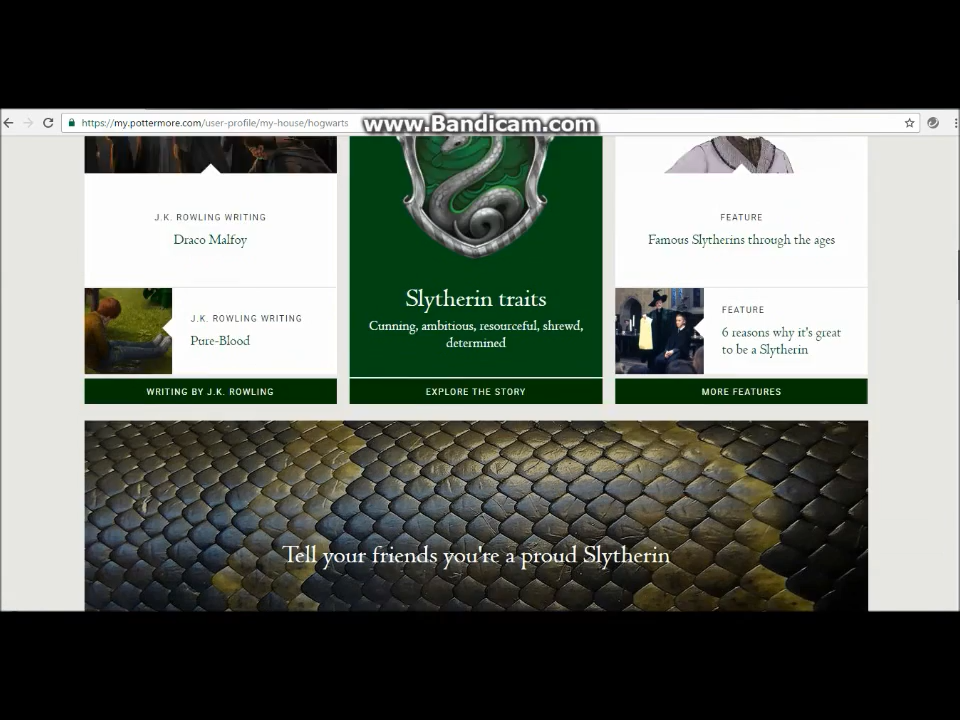 https://my.pottermore.com/user-profile/my-house/hogwarts
www.Bandicam.com
J.K. ROWLING WRITING
Draco Malfoy
J.K. ROWLING WRITING
Pure-Blood
WRITING BY J.K. ROWLING
Slytherin traits
Cunning, ambitious, resourceful, shrewd,
determined
EXPLORE THE STORY
FEATURE
Famous Slytherins through the ages
FEATURE
6 reasons why it's great
to be a Slytherin
MORE FEATURES
Tell your friends you're a proud Slytherin